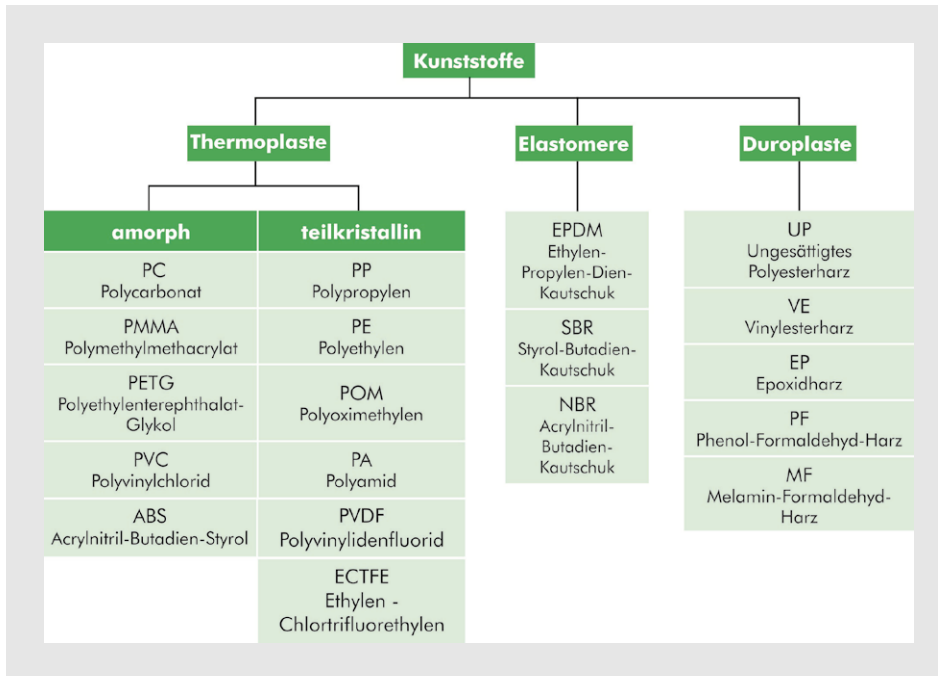 Kunststoffe
Thermoplaste
Elastomere
Duroplaste
amorph
PC
Polycarbonat
PMMA
Polymethylmethacrylat
PETG
Polyethylenterephthalat-
Glykol
PVC
Polyvinylchlorid
ABS
Acrylnitril-Butadien-Styrol
teilkristallin
PP
Polypropylen
PE
Polyethylen
POM
Polyoximethylen
PA
Polyamid
PVDF
Polyvinylidenfluorid
ECTFE
Ethylen -
Chlortrifluorethylen
EPDM
Ethylen-
Propylen-Dien-
Kautschuk
SBR
Styrol-Butadien-
Kautschuk
NBR
Acrylnitril-
Butadien-
Kautschuk
UP
Ungesättigtes
Polyesterharz
VE
Vinylesterharz
EP
Epoxidharz
PF
Phenol-Formaldehyd-Harz
MF
Melamin-Formaldehyd-
Harz